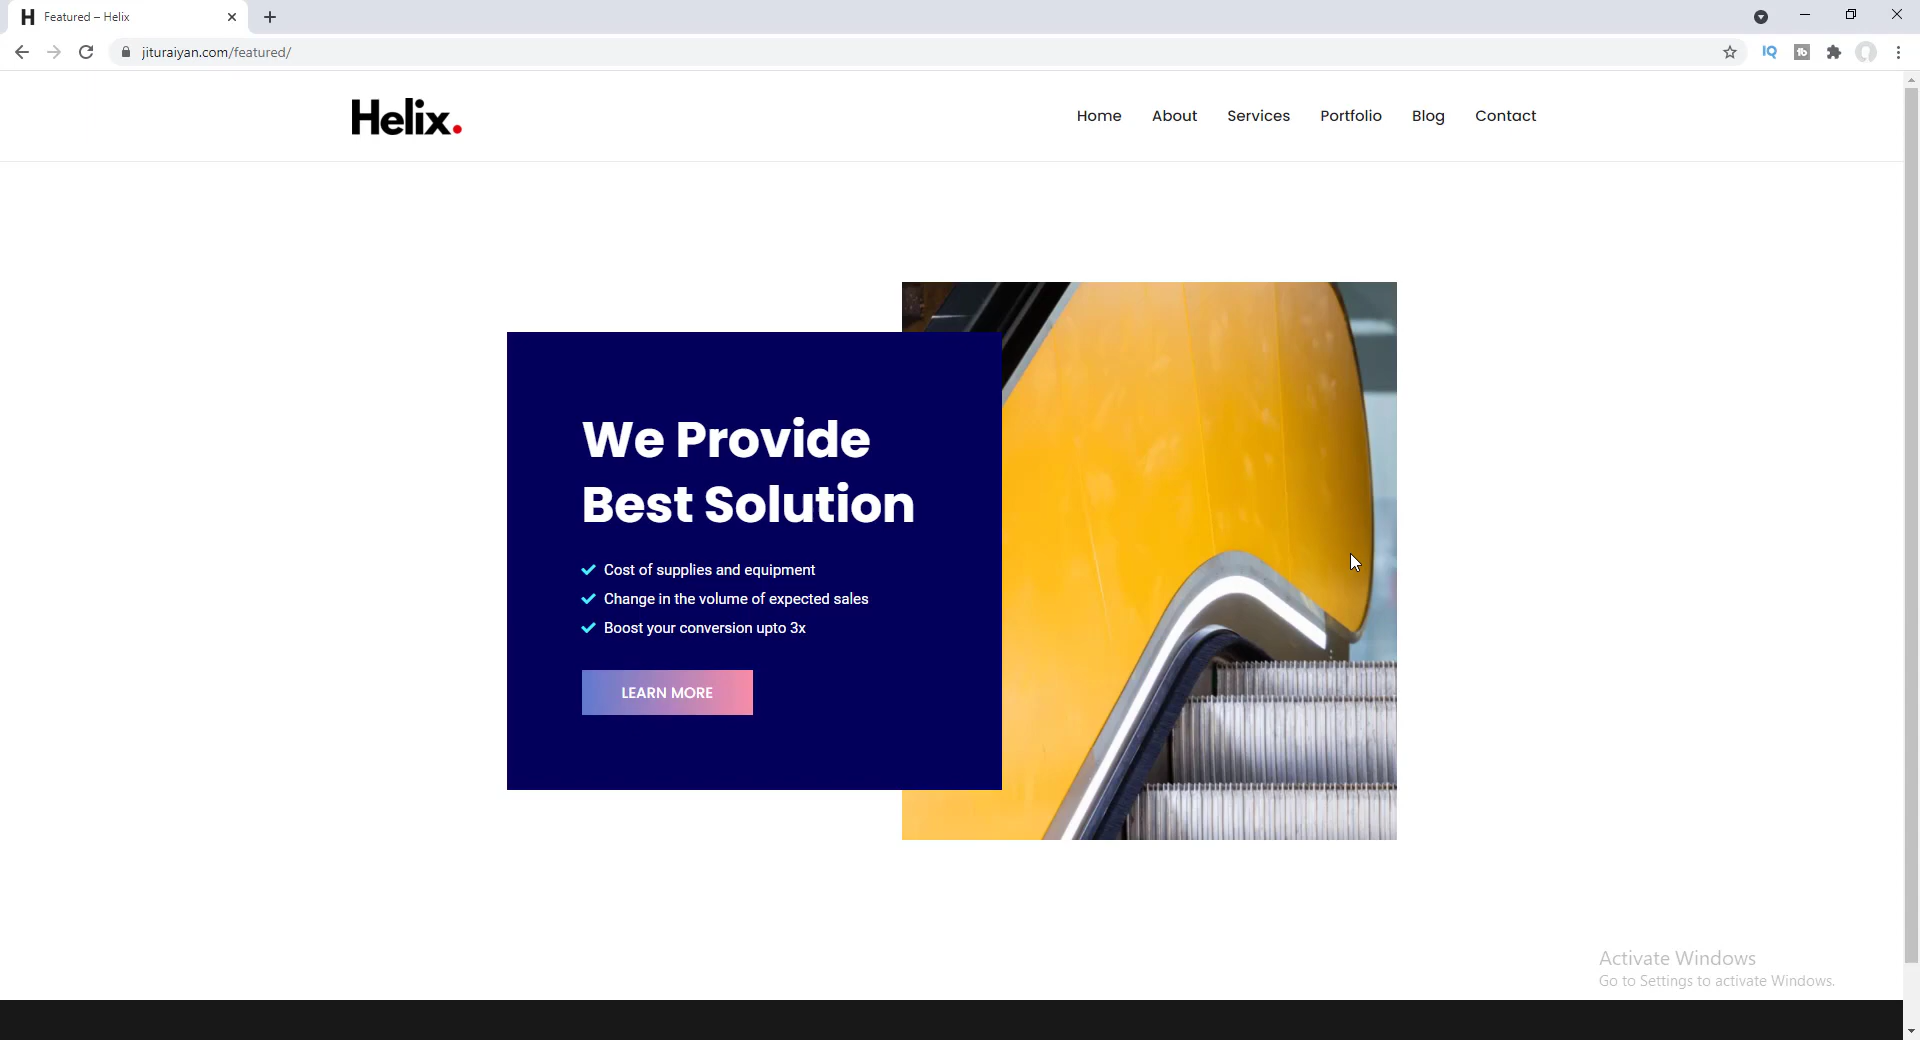 Featured – Helix
jituraiyan.com/featured/
IQ
Helix.
Home About Services Portfolio Blog Contact
We Provide
Best Solution
Cost of supplies and equipment
Change in the volume of expected sales
Boost your conversion upto 3x
LEARN MORE
Activate Windows
Go to Settings to activate Windows.